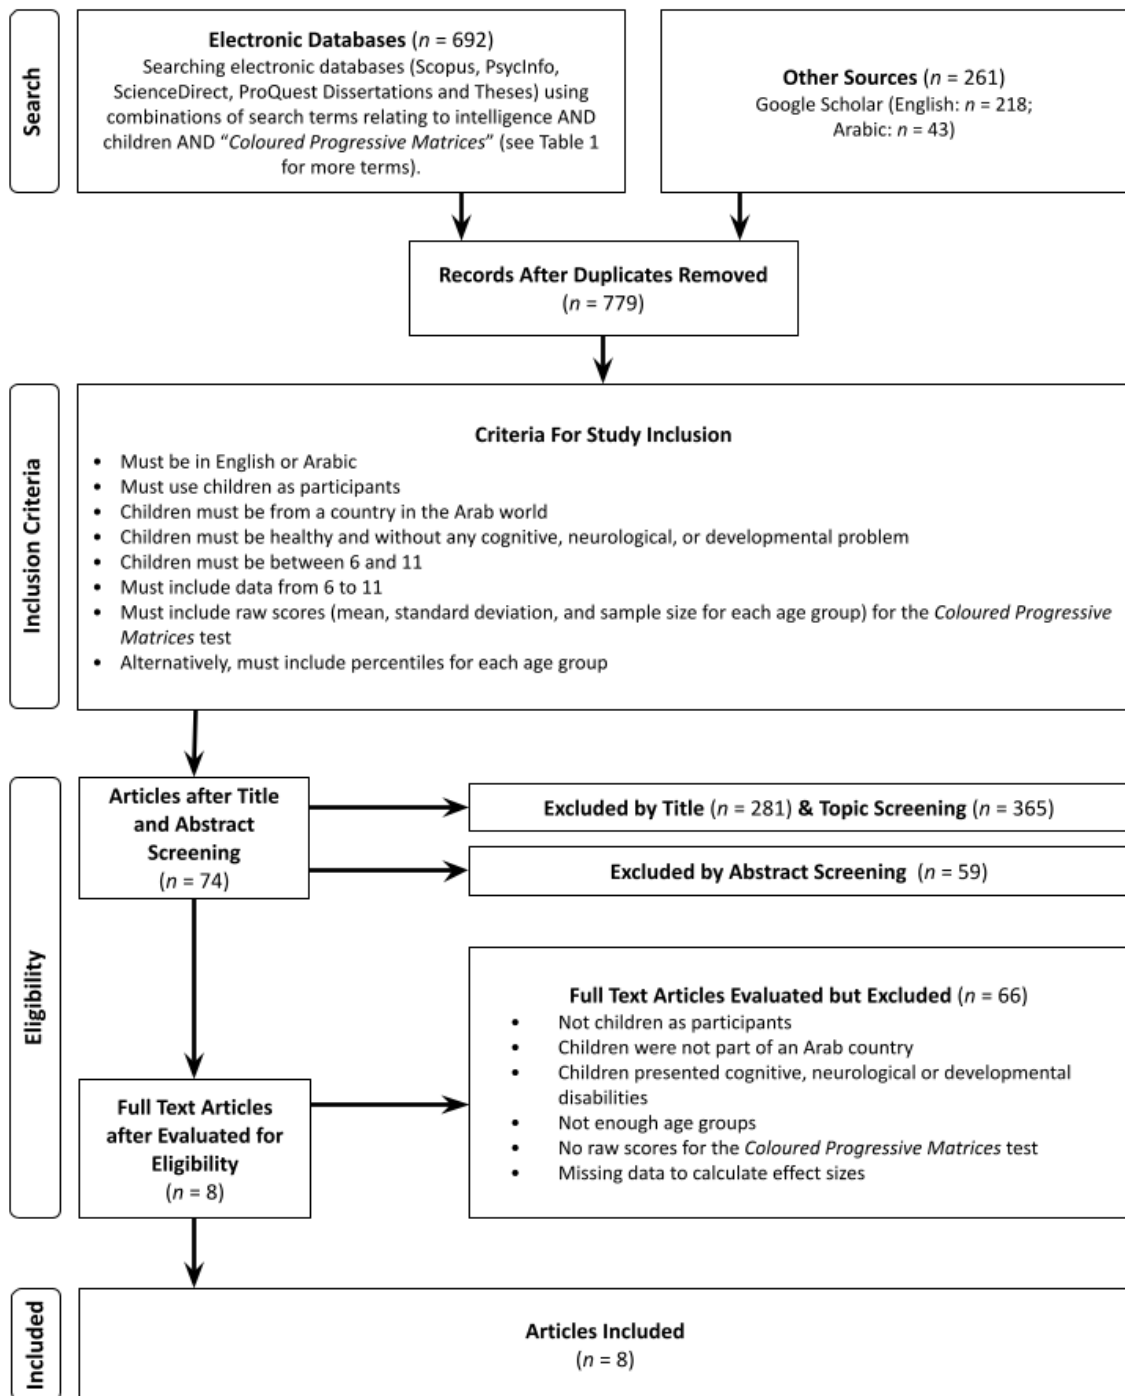 Search
Electronic Databases (n = 692)
Searching electronic databases (Scopus, PsycInfo,
ScienceDirect, ProQuest Dissertations and Theses) using
combinations of search terms relating to intelligence AND
children AND “Coloured Progressive Matrices” (see Table 1
for more terms).
Other Sources (n = 261)
Google Scholar (English: n = 218;
Arabic: n = 43)
Records After Duplicates Removed
(n = 779)
Inclusion Criteria
Criteria For Study Inclusion
• Must be in English or Arabic
• Must use children as participants
• Children must be from a country in the Arab world
• Children must be healthy and without any cognitive, neurological, or developmental problem
• Children must be between 6 and 11
• Must include data from 6 to 11
• Must include raw scores (mean, standard deviation, and sample size for each age group) for the Coloured Progressive
Matrices test
• Alternatively, must include percentiles for each age group
Eligibility
Articles after Title
and Abstract
Screening
(n = 74)
Excluded by Title (n = 281) & Topic Screening (n = 365)
Excluded by Abstract Screening (n = 59)
Full Text Articles Evaluated but Excluded (n = 66)
• Not children as participants
• Children were not part of an Arab country
• Children presented cognitive, neurological or developmental
disabilities
• Not enough age groups
• No raw scores for the Coloured Progressive Matrices test
• Missing data to calculate effect sizes
Full Text Articles
after Evaluated for
Eligibility
(n = 8)
Included
Articles Included
(n = 8)